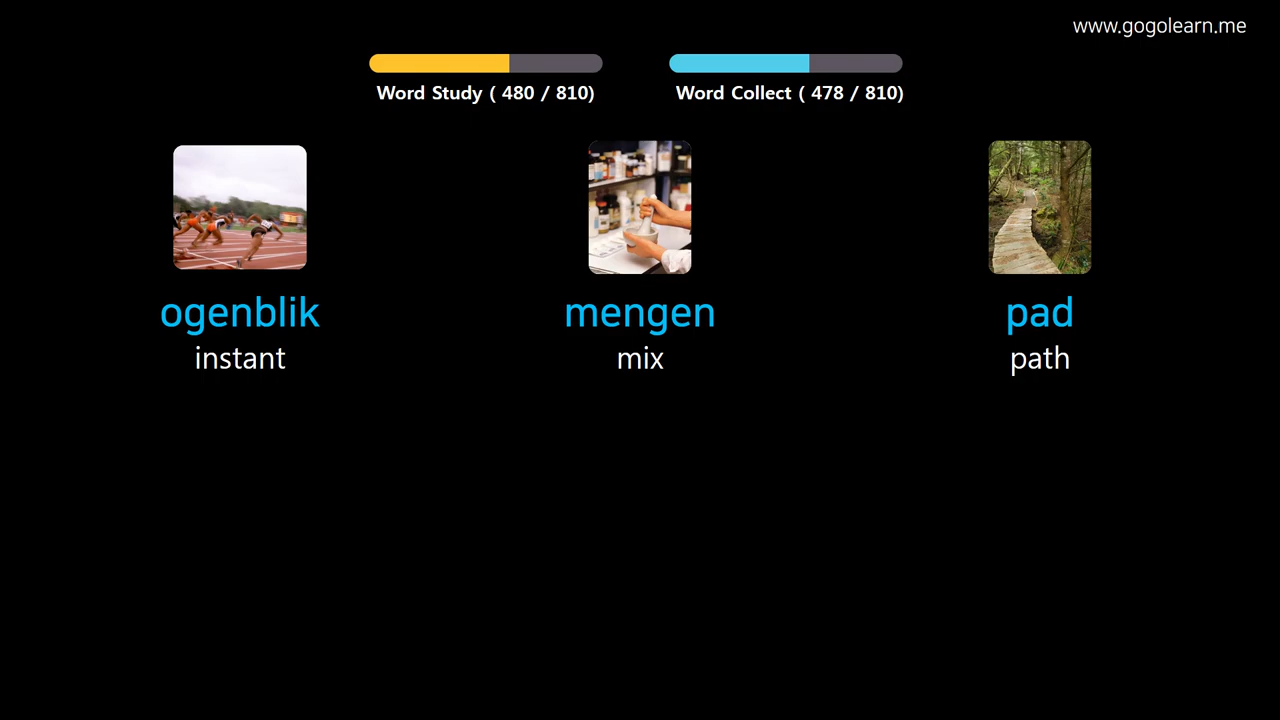 www.gogolearn.me
Word Study ( 480 / 810)
Word Collect ( 478 / 810)
ogenblik
mengen
pad
instant
mix
path